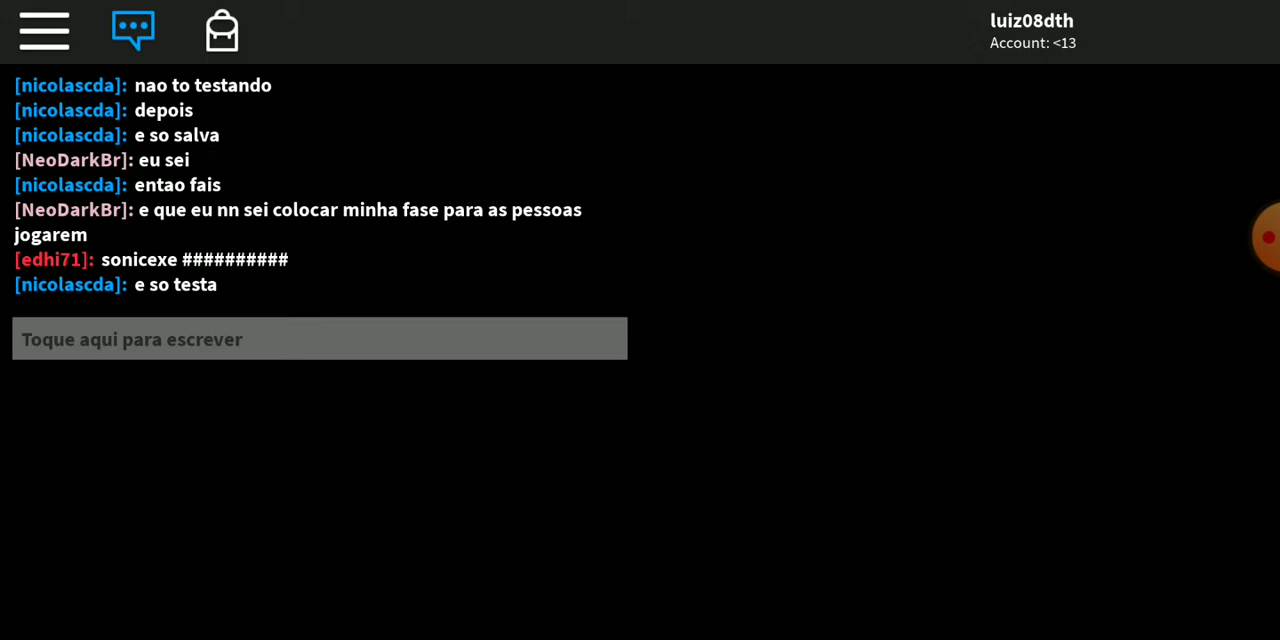 luiz08dth
Account: <13
[nicolascda]: nao to testando
[nicolascda]: depois
[nicolascda]: e so salva
[NeoDarkBr]: eu sei
[nicolascda]: entao fais
[NeoDarkBr]: e que eu nn sei colocar minha fase para as pessoas
jogarem
[edhi71]: sonicexe ##########
[nicolascda]: e so testa
Toque aqui para escrever